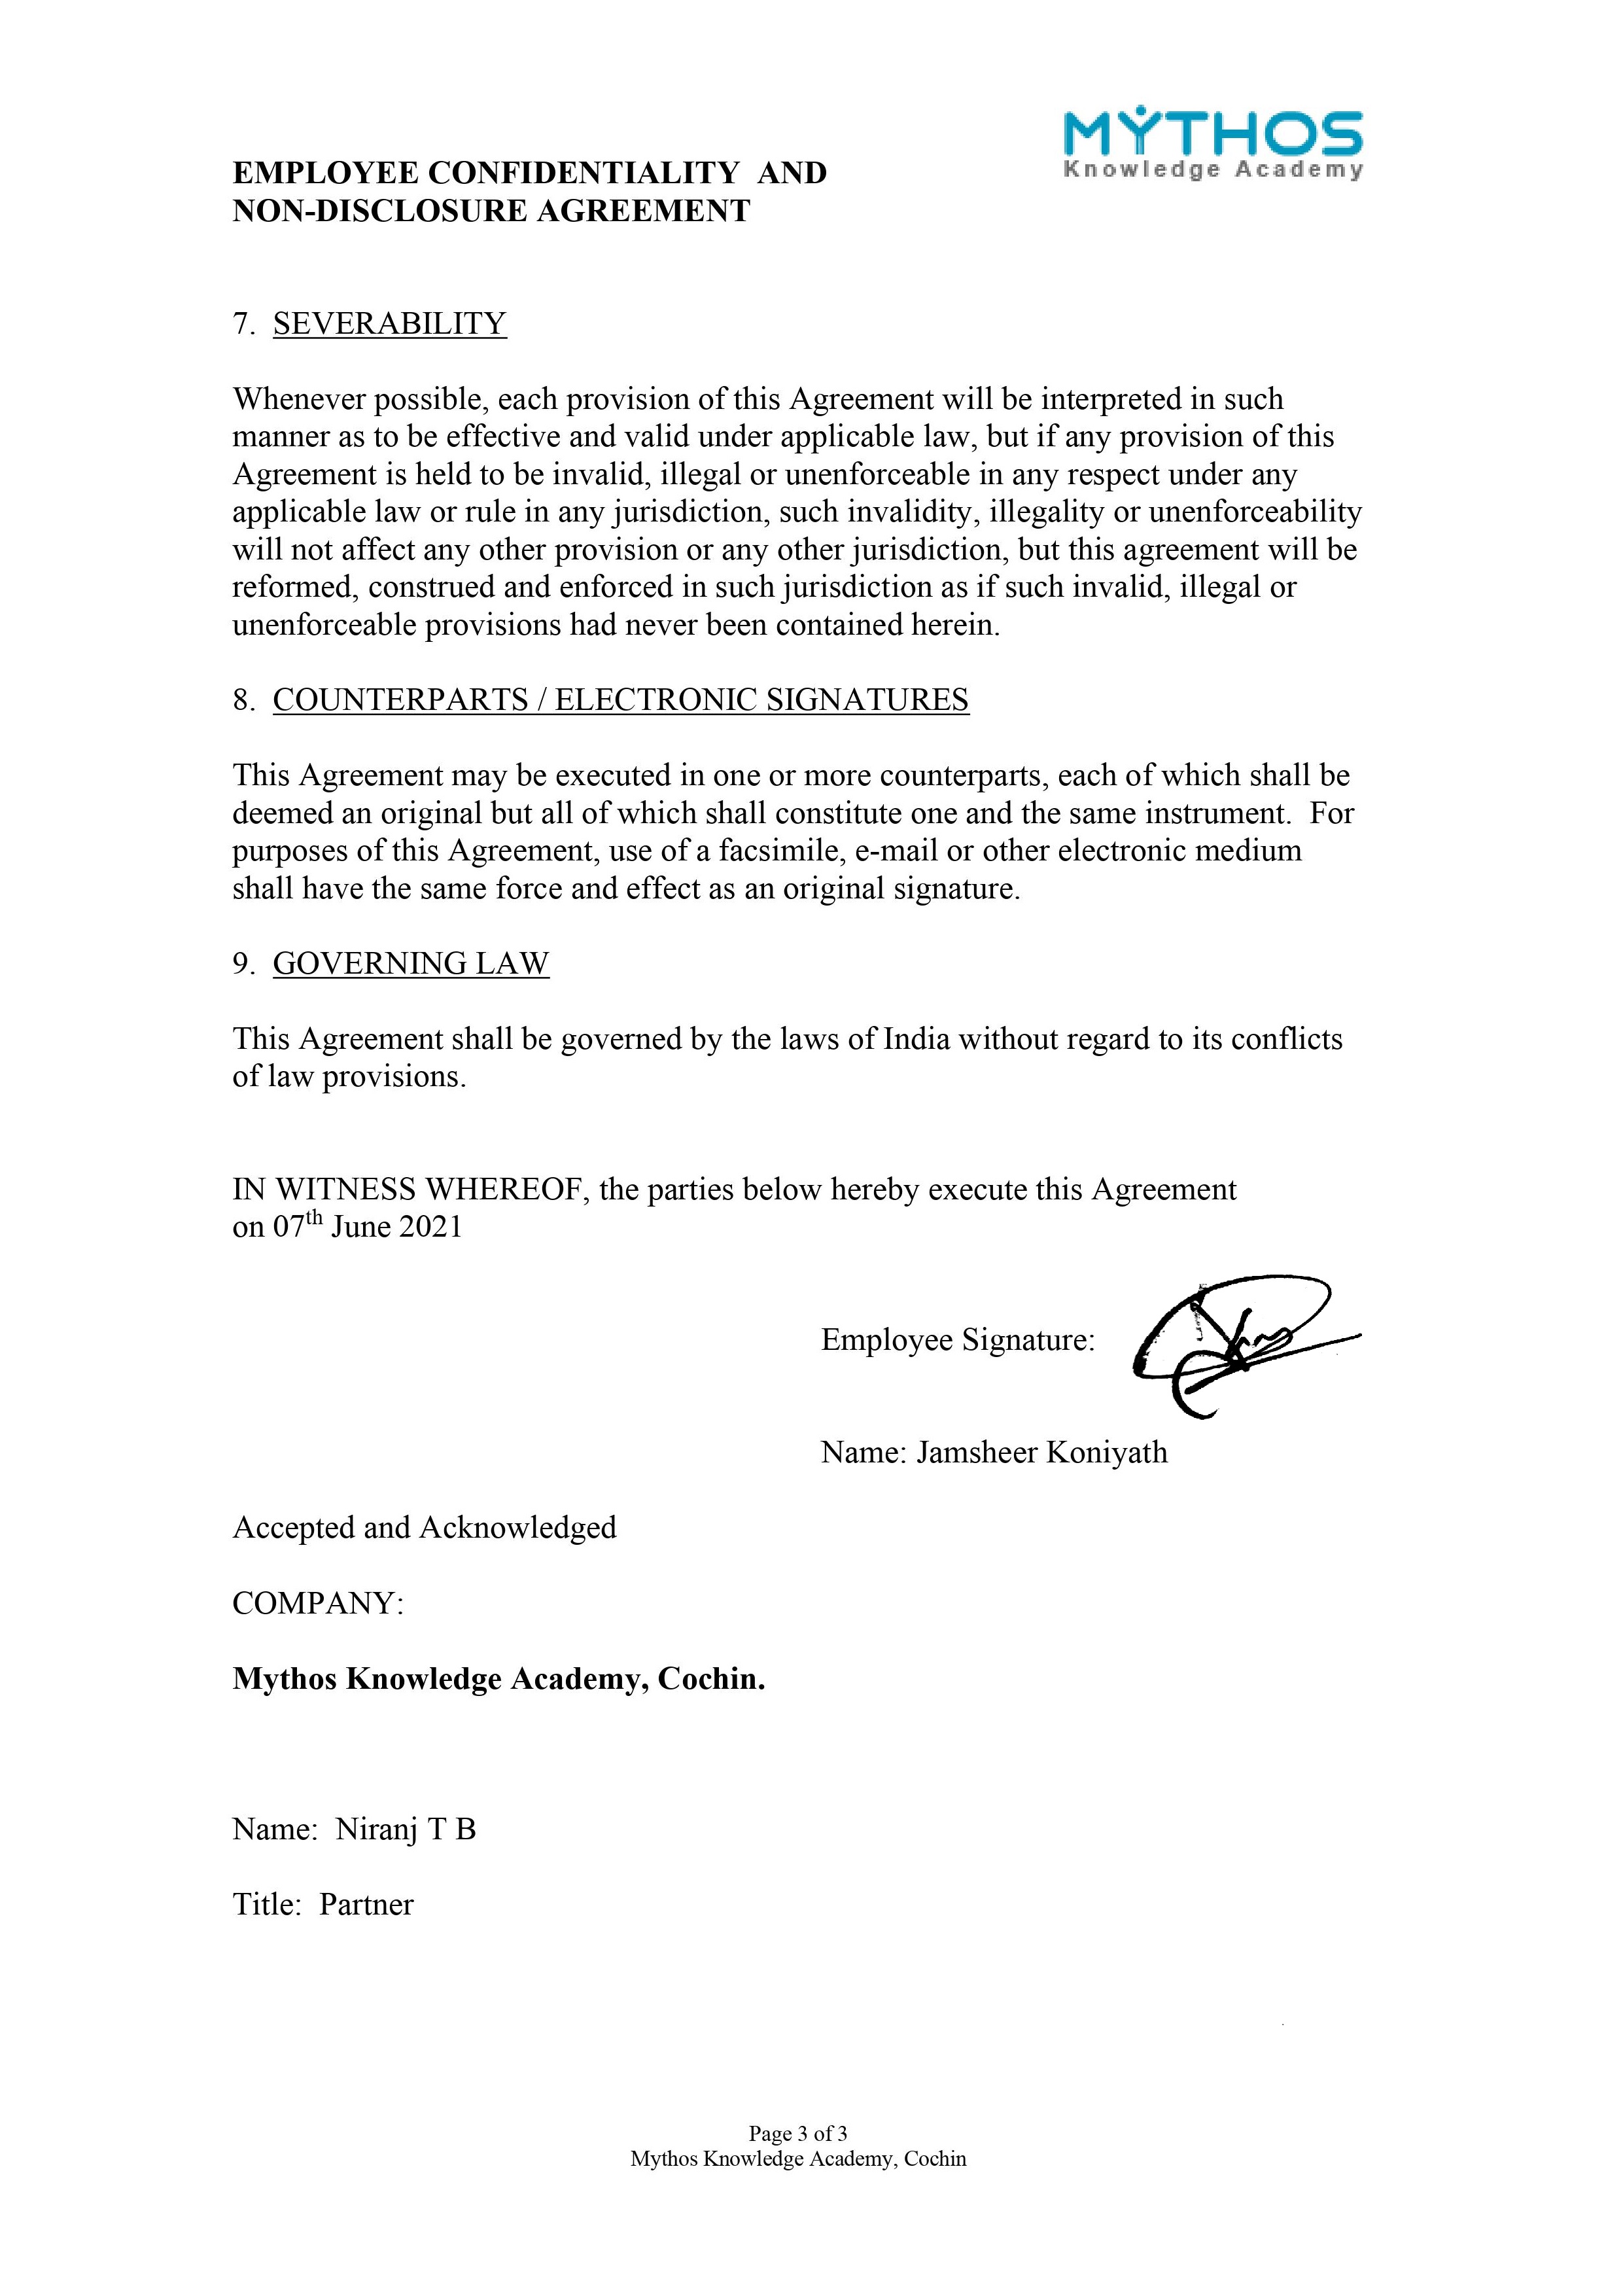 MYTHOS
Knowledge Academy
EMPLOYEE CONFIDENTIALITY  AND
NON-DISCLOSURE AGREEMENT
7.  SEVERABILITY
Whenever possible, each provision of this Agreement will be interpreted in such
manner as to be effective and valid under applicable law, but if any provision of this
Agreement is held to be invalid, illegal or unenforceable in any respect under any
applicable law or rule in any jurisdiction, such invalidity, illegality or unenforceability
will not affect any other provision or any other jurisdiction, but this agreement will be
reformed, construed and enforced in such jurisdiction as if such invalid, illegal or
unenforceable provisions had never been contained herein.
8.  COUNTERPARTS / ELECTRONIC SIGNATURES
This Agreement may be executed in one or more counterparts, each of which shall be
deemed an original but all of which shall constitute one and the same instrument.  For
purposes of this Agreement, use of a facsimile, e-mail or other electronic medium
shall have the same force and effect as an original signature.
9.  GOVERNING LAW
This Agreement shall be governed by the laws of India without regard to its conflicts
of law provisions.
IN WITNESS WHEREOF, the parties below hereby execute this Agreement
on 07th June 2021
Employee Signature:
Name: Jamsheer Koniyath
Accepted and Acknowledged
COMPANY:
Mythos Knowledge Academy, Cochin.
Name:  Niranj T B
Title:  Partner
Page 3 of 3
Mythos Knowledge Academy, Cochin